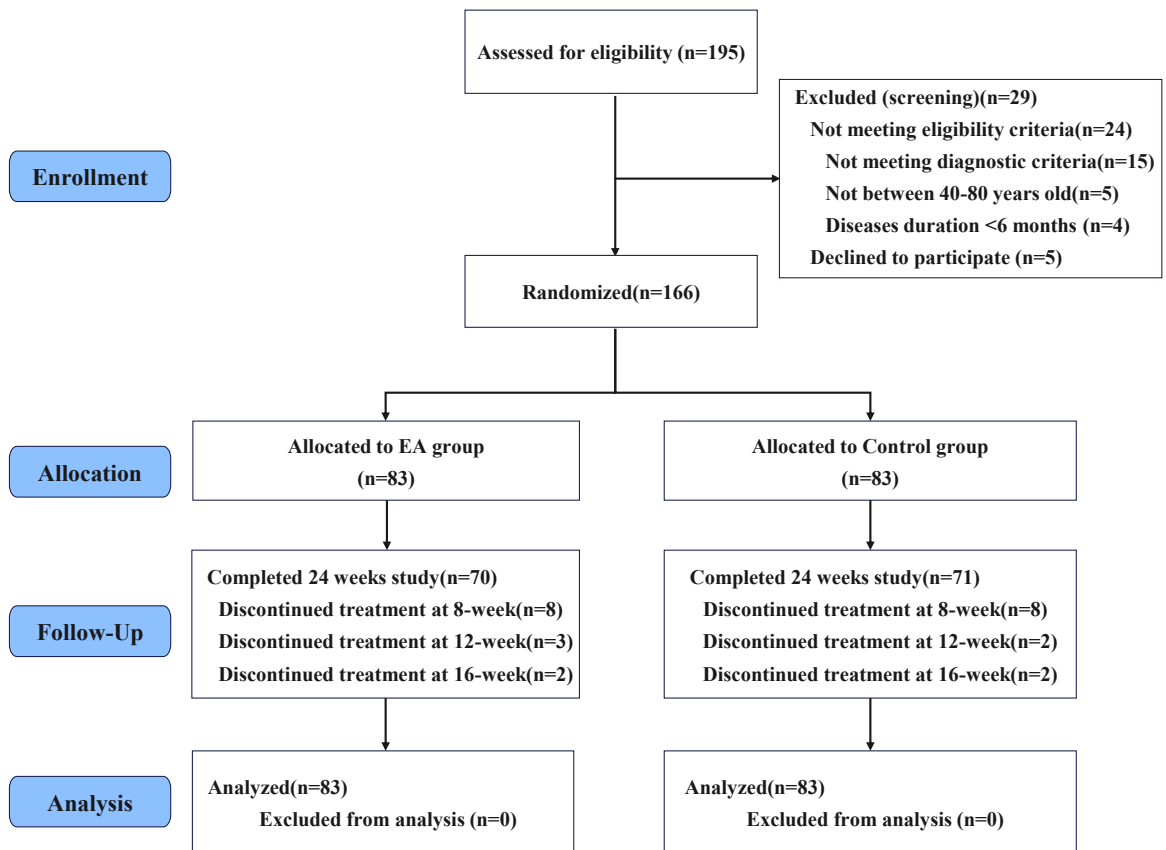 Assessed for eligibility (n=195)
Excluded (screening)(n=29)
Not meeting eligibility criteria(n=24)
Not meeting diagnostic criteria(n=15)
Not between 40-80 years old(n=5)
Diseases duration <6 months (n=4)
Declined to participate (n=5)
Enrollment
Randomized(n=166)
Allocation
Allocated to EA group
(n=83)
Allocated to Control group
(n=83)
Follow-Up
Completed 24 weeks study(n=70)
Discontinued treatment at 8-week(n=8)
Discontinued treatment at 12-week(n=3)
Discontinued treatment at 16-week(n=2)
Completed 24 weeks study(n=71)
Discontinued treatment at 8-week(n=8)
Discontinued treatment at 12-week(n=2)
Discontinued treatment at 16-week(n=2)
Analysis
Analyzed(n=83)
Excluded from analysis (n=0)
Analyzed(n=83)
Excluded from analysis (n=0)